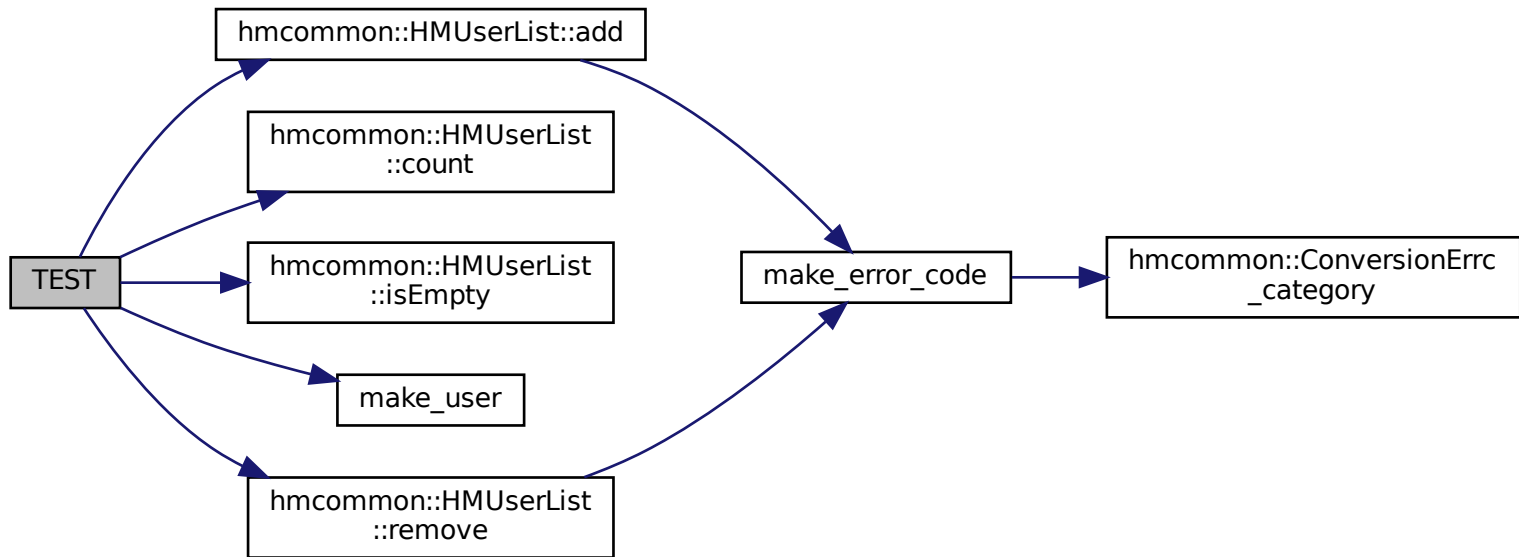 TEST
hmcommon::HMUserList::add
hmcommon::HMUserList
::count
hmcommon::HMUserList
::isEmpty
make_user
hmcommon::HMUserList
::remove
make_error_code
hmcommon::ConversionErrc
_category